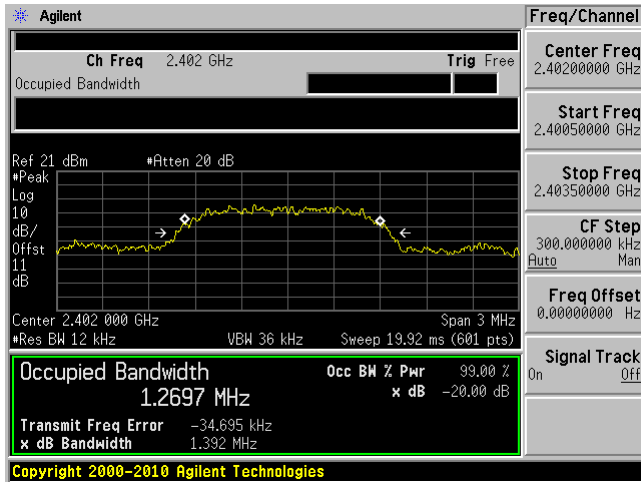 Agilent
Freq/Channel
Ch Freq 2.402 GHz Trig Free
Occupied Bandwidth
Center Freq
2.40200000 GHz
Start Freq
2.40050000 GHz
Stop Freq
2.40350000 GHz
CF Step
300.000000 kHz
Auto Man
Freq Offset
0.00000000 Hz
Signal Track
On Off
Ref 21 dBm #Atten 20 dB
#Peak
Log
10
dB/
Offst
11
dB
Center 2.402 000 GHz Span 3 MHz
#Res BW 12 kHz VBW 36 kHz Sweep 19.92 ms (601 pts)
Occupied Bandwidth Occ BW % Pwr 99.00 %
1.2697 MHz x dB -20.00 dB
Transmit Freq Error -34.695 kHz
x dB Bandwidth 1.392 MHz
Copyright 2000-2010 Agilent Technologies